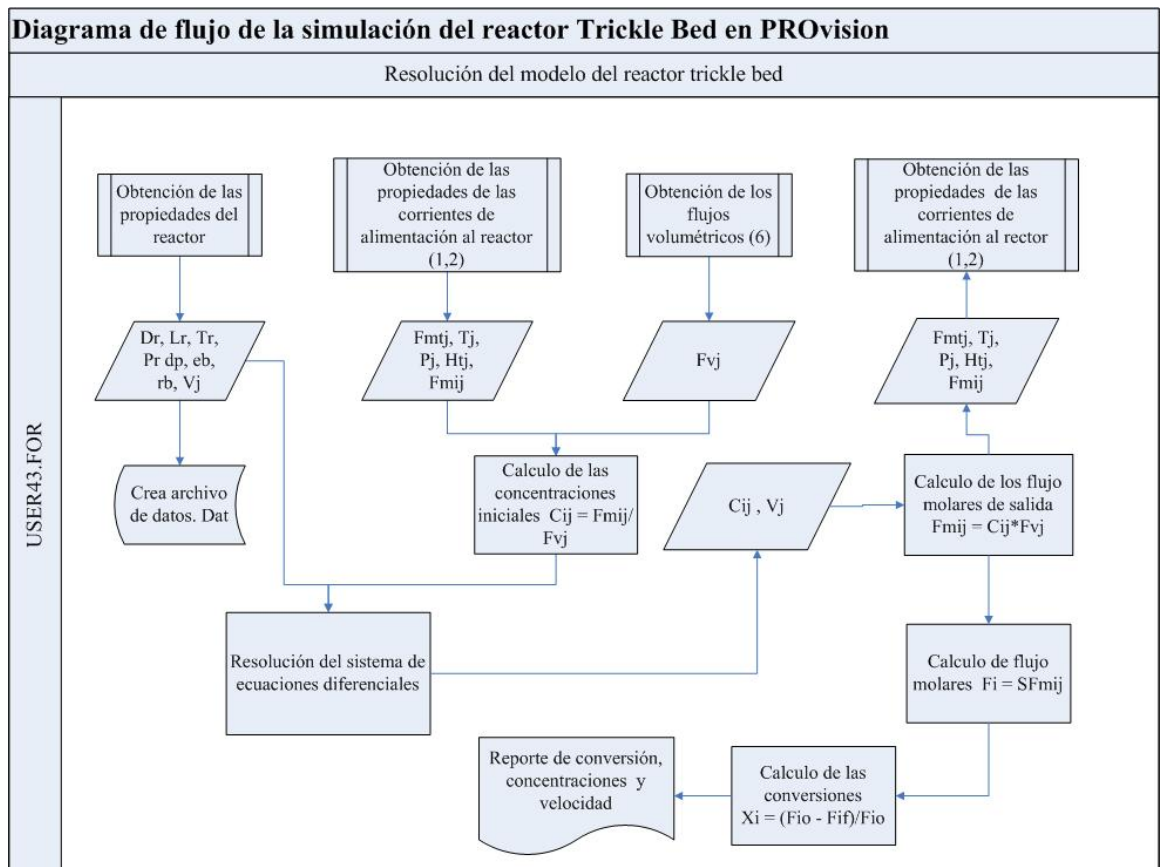 Diagrama de flujo de la simulación del reactor Trickle Bed en PROvision
Resolución del modelo del reactor trickle bed
USER43.FOR
Obtención de las
propiedades del
reactor
Obtención de las
propiedades de las
corrientes de
alimentación al reactor
(1,2)
Obtención de los
flujos
volumétricos (6)
Obtención de las
propiedades de las
corrientes de
alimentación al rector
(1,2)
Dr, Lr, Tr,
Pr dp, eb,
rb, Vj
Fmtj, Tj,
Pj, Htj,
Fmij
Fvj
Fmtj, Tj,
Pj, Htj,
Fmij
Crea archivo
de datos. Dat
Calculo de las
concentraciones
iniciales Cij = Fmij/
Fvj
Cij , Vj
Calculo de los flujo
molares de salida
Fmij = Cij*Fvj
Resolución del sistema de
ecuaciones diferenciales
Calculo de flujo
molares Fi = SFmij
Reporte de conversión,
concentraciones y
velocidad
Calculo de las
conversiones
Xi = (Fio - Fif)/Fio